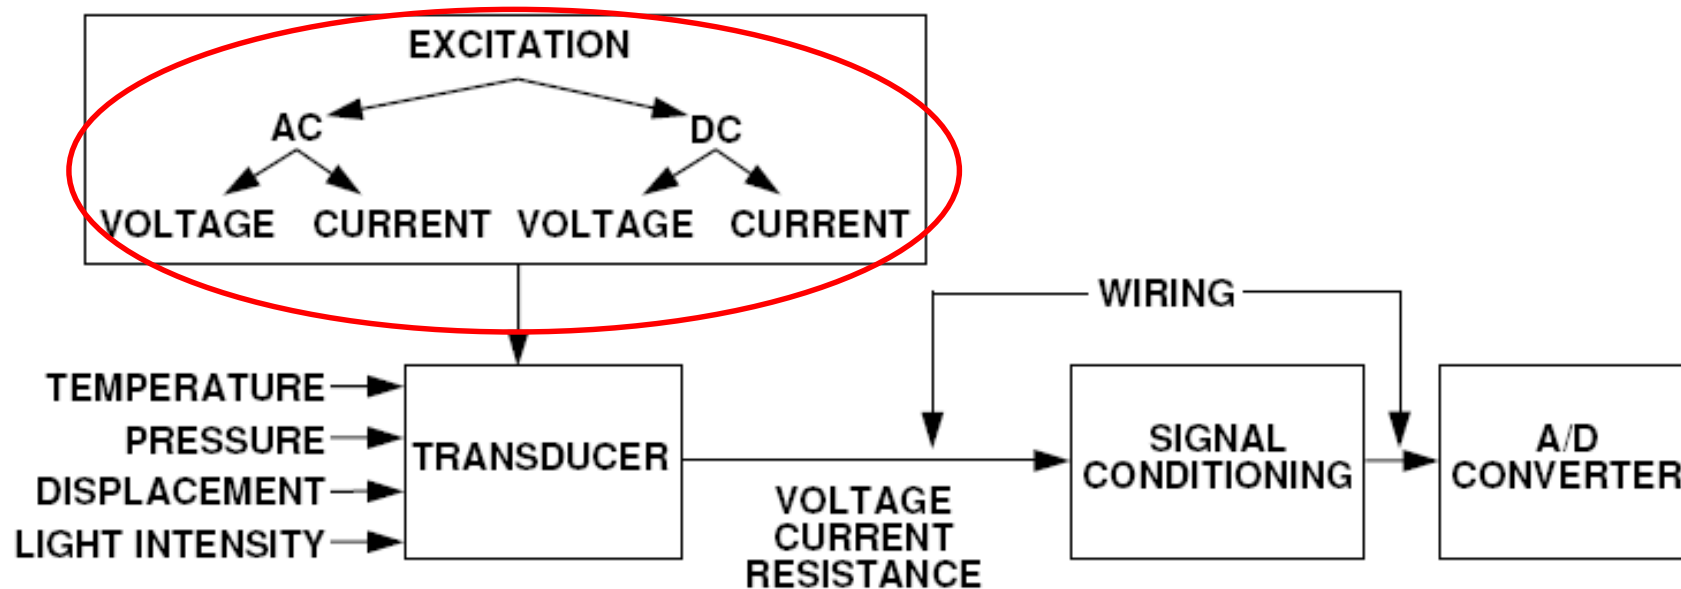 EXCITATION
AC
DC
VOLTAGE
CURRENT
VOLTAGE
CURRENT
WIRING
TEMPERATURE
PRESSURE
DISPLACEMENT
LIGHT INTENSITY
TRANSDUCER
VOLTAGE
CURRENT
RESISTANCE
SIGNAL
CONDITIONING
A/D
CONVERTER